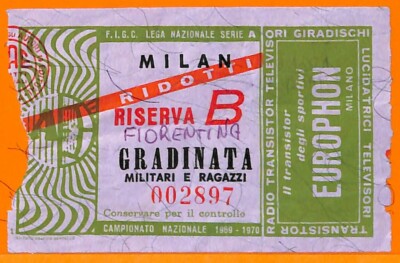 F.I.G.C. LEGA NAZIONALE SERIE A
MILAN
RIDOTTI
RISERVA B
FIORENTINA
GRADINATA
MILITARI E RAGAZZI
002897
Conservare per il controllo
CAMPIONATO NAZIONALE 1969 - 1970
RADIO TRANSISTOR TELEVISORI GIRADISCHI
Il transistor
degli sportivi
EUROPHON
MILANO
LUCIDATRICI TELEVISORI
TRANSISTOR